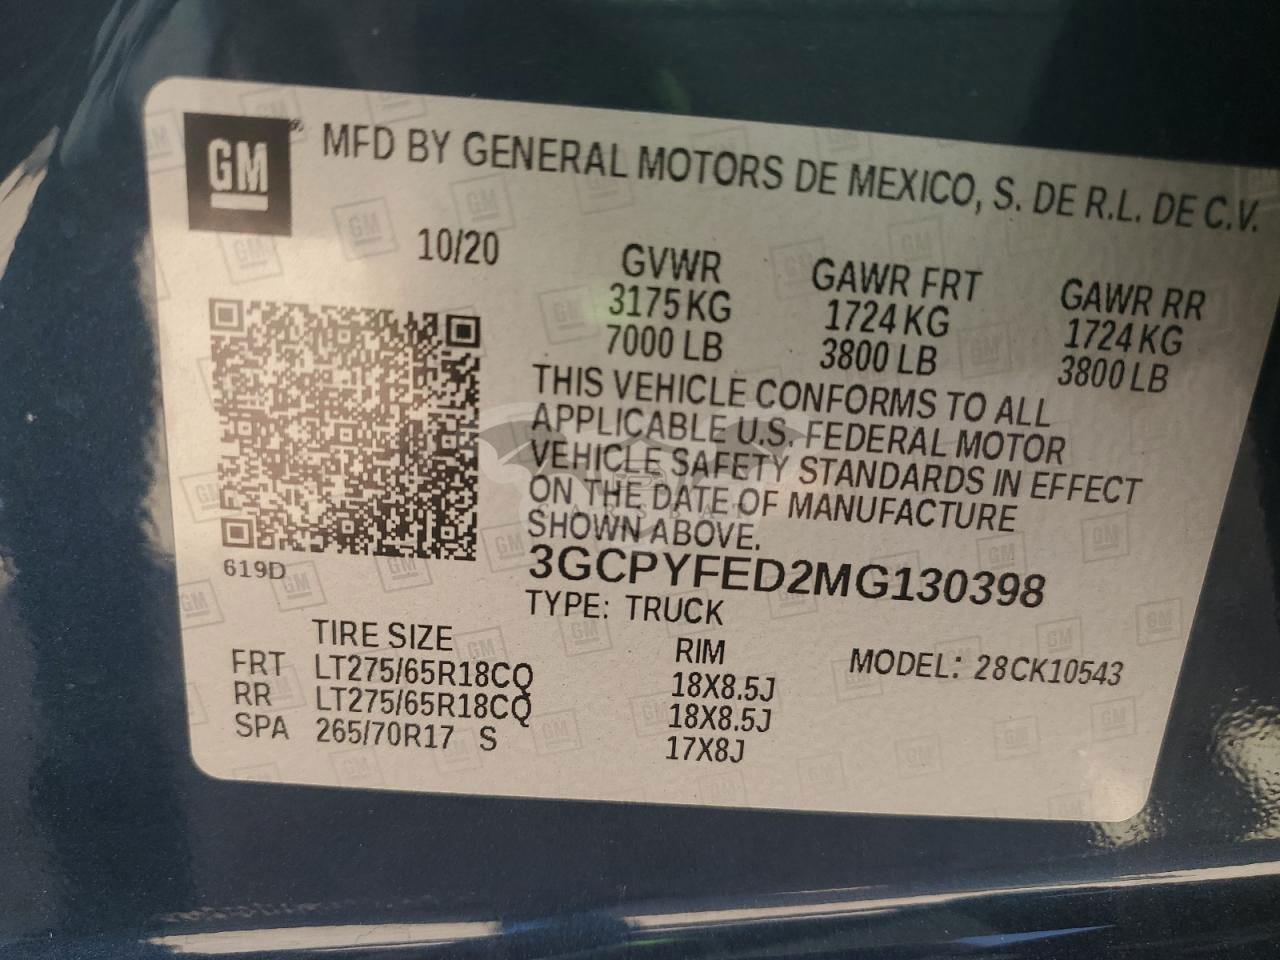 GM® MFD BY GENERAL MOTORS DE MEXICO, S. DE R.L. DE C.V.
10/20
GVWR GAWR FRT GAWR RR
3175 KG 1724 KG 1724 KG
7000 LB 3800 LB 3800 LB
THIS VEHICLE CONFORMS TO ALL
APPLICABLE U.S. FEDERAL MOTOR
VEHICLE SAFETY STANDARDS IN EFFECT
ON THE DATE OF MANUFACTURE
SHOWN ABOVE.
619D
3GCPYFED2MG130398
TYPE: TRUCK
TIRE SIZE RIM MODEL: 28CK10543
FRT LT275/65R18CQ 18X8.5J
RR LT275/65R18CQ 18X8.5J
SPA 265/70R17 S 17X8J